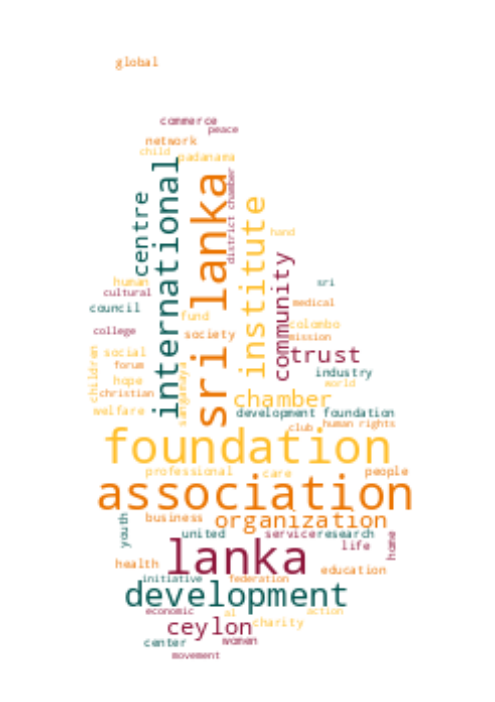 global
commerce
peace
network
child
padanama
international
sri lanka
district chamber
centre
institute
hand
community
human
cultural
sri
medical
council
fund
colombo
college
society
mission
trust
children
social
forum
industry
hope
world
christian
sangamaya
chamber
welfare
development foundation
club
human rights
foundation
professional
care
people
association
youth
business
organization
united
service
research
home
lanka
life
health
education
initiative
federation
development
economic
al
action
ceylon
charity
center
women
movement